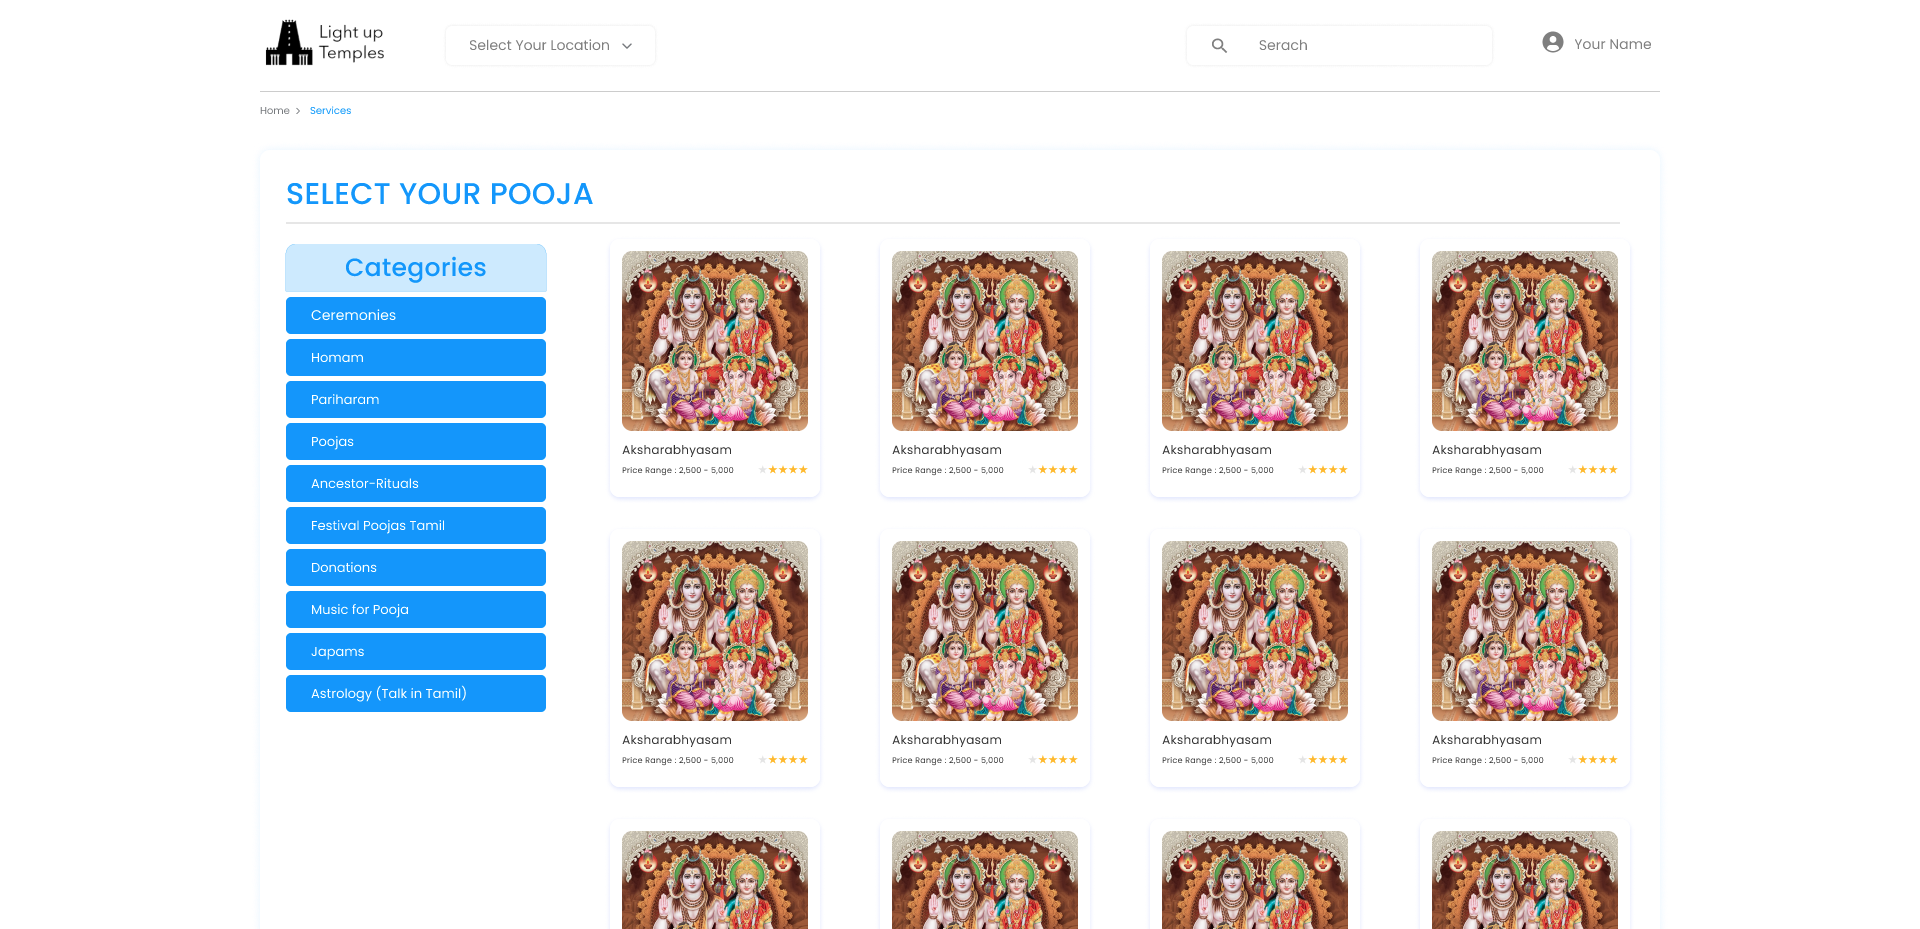 Light up
Temples
Select Your Location
Serach
Your Name
Home > Services
SELECT YOUR POOJA
Categories
Ceremonies
Homam
Pariharam
Poojas
Ancestor-Rituals
Festival Poojas Tamil
Donations
Music for Pooja
Japams
Astrology (Talk in Tamil)
Aksharabhyasam
Price Range : 2,500 - 5,000
Aksharabhyasam
Price Range : 2,500 - 5,000
Aksharabhyasam
Price Range : 2,500 - 5,000
Aksharabhyasam
Price Range : 2,500 - 5,000
Aksharabhyasam
Price Range : 2,500 - 5,000
Aksharabhyasam
Price Range : 2,500 - 5,000
Aksharabhyasam
Price Range : 2,500 - 5,000
Aksharabhyasam
Price Range : 2,500 - 5,000